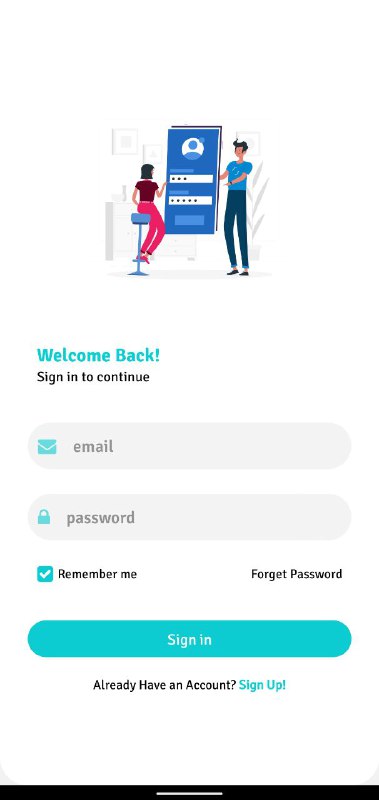 Welcome Back!
Sign in to continue
email
password
Remember me
Forget Password
Sign in
Already Have an Account? Sign Up!